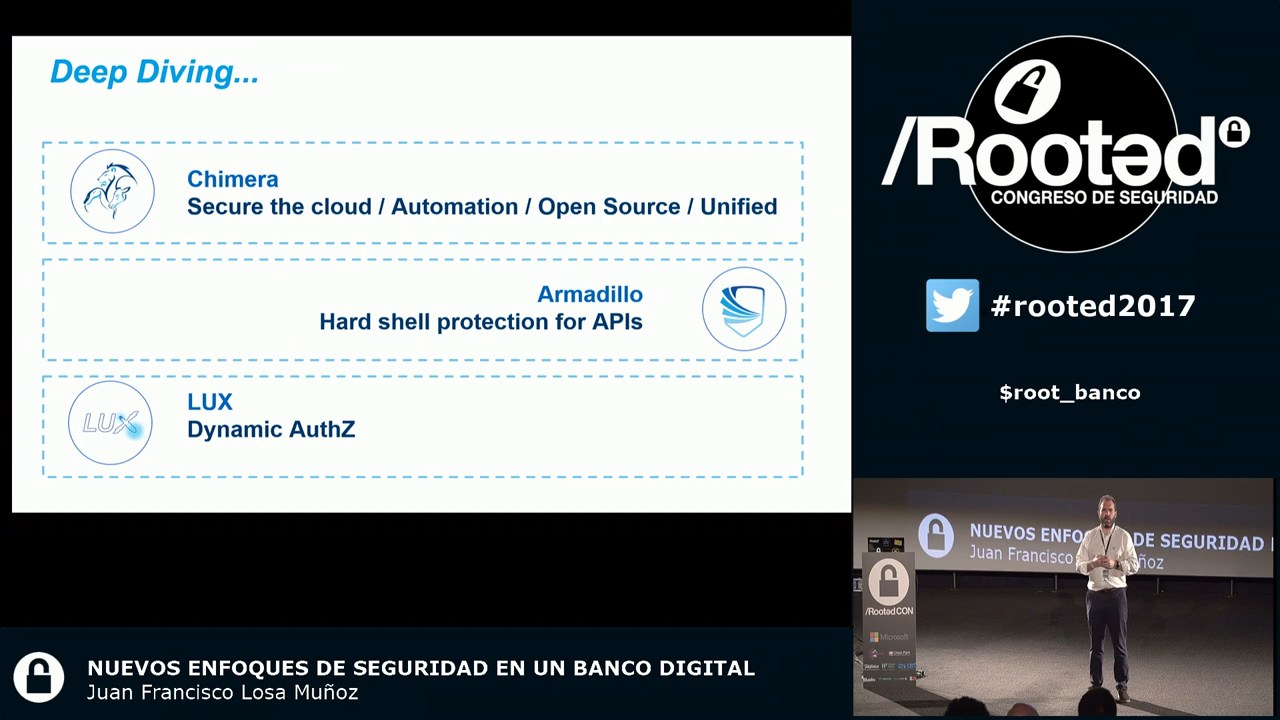 Deep Diving...
Chimera
Secure the cloud / Automation / Open Source / Unified
Armadillo
Hard shell protection for APIs
LUX
LUX
Dynamic AuthZ
/Rootəd
CONGRESO DE SEGURIDAD
#rooted2017
$root_banco
NUEVOS ENFO DE SEGURIDAD
Juan Francisco ñoz
/RootədCON
Microsoft
NUEVOS ENFOQUES DE SEGURIDAD EN UN BANCO DIGITAL
Juan Francisco Losa Muñoz